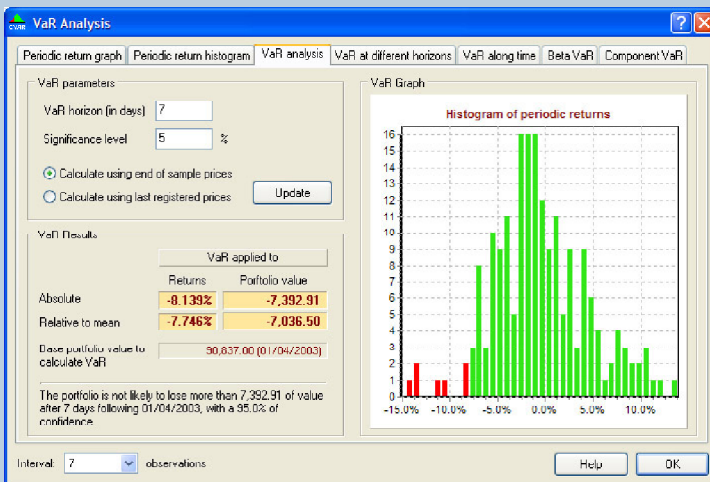 CVAR
VaR Analysis
Periodic return graph
Periodic return histogram
VaR analysis
VaR at different horizons
VaR along time
Beta VaR
Component VaR
VaR parameters
VaR horizon (in days) 7
Significance level 5 %
Calculate using end of sample prices
Calculate using last registered prices
Update
VaR Results
VaR applied to
Returns Portfolio value
Absolute -8.139% -7,392.91
Relative to mean -7.746% -7,036.50
Base portfolio value to
calculate VaR
90,837.00 (01/04/2003)
The portfolio is not likely to lose more than 7,392.91 of value
after 7 days following 01/04/2003, with a 95.0% of
confidence
VaR Graph
Histogram of periodic returns
16
15
14
13
12
11
10
9
8
7
6
5
4
3
2
1
0
-15.0% -10.0% -5.0% 0.0% 5.0% 10.0%
Interval: 7 observations
Help
OK